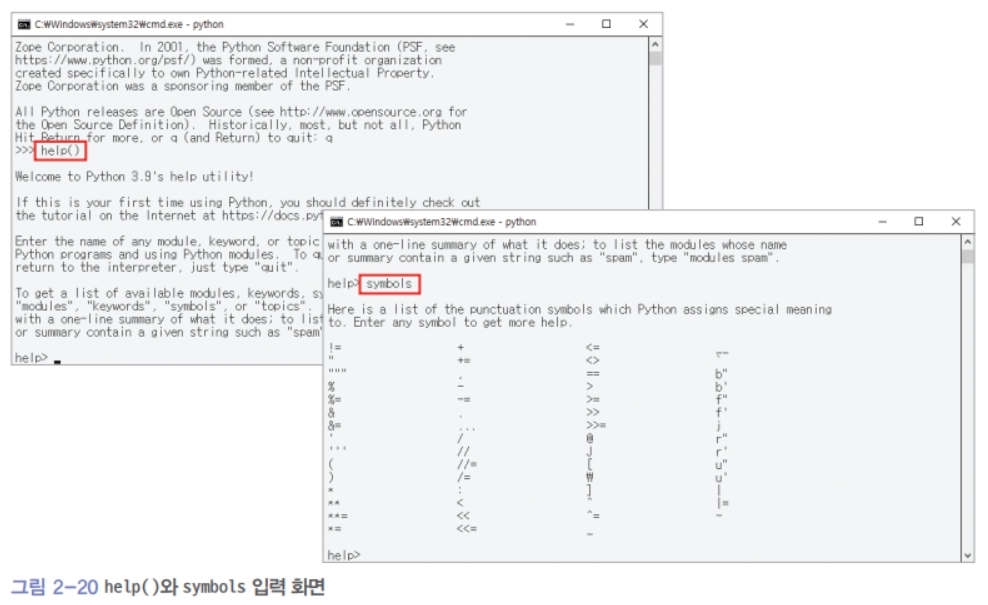 C:₩Windows₩system32₩cmd.exe - python
Zope Corporation.  In 2001, the Python Software Foundation (PSF, see
https://www.python.org/psf/) was formed, a non-profit organization
created specifically to own Python-related Intellectual Property.
Zope Corporation was a sponsoring member of the PSF.
All Python releases are Open Source (see http://www.opensource.org for
the Open Source Definition).  Historically, most, but not all, Python
Hit Return for more, or q (and Return) to quit: q
>>> help()
Welcome to Python 3.9's help utility!
If this is your first time using Python, you should definitely check out
the tutorial on the Internet at https://docs.pyt
Enter the name of any module, keyword, or topic
Python programs and using Python modules.  To qu
return to the interpreter, just type "quit".
To get a list of available modules, keywords, sy
"modules", "keywords", "symbols", or "topics".
with a one-line summary of what it does; to list
or summary contain a given string such as "spam"
help>
C:₩Windows₩system32₩cmd.exe - python
with a one-line summary of what it does; to list the modules whose name
or summary contain a given string such as "spam", type "modules spam".
help> symbols
Here is a list of the punctuation symbols which Python assigns special meaning
to. Enter any symbol to get more help.
!= + <= __
" += <>
""" , == b"
% - > b'
%= -= >= f"
& . >> f'
&= ... >>= j
' / @ r"
''' // J r'
( //= [ u"
) /= ₩ u'
* : ] |
** < ^ |=
**= << ^= ~
*= <<= _
help>
그림 2-20 help()와 symbols 입력 화면